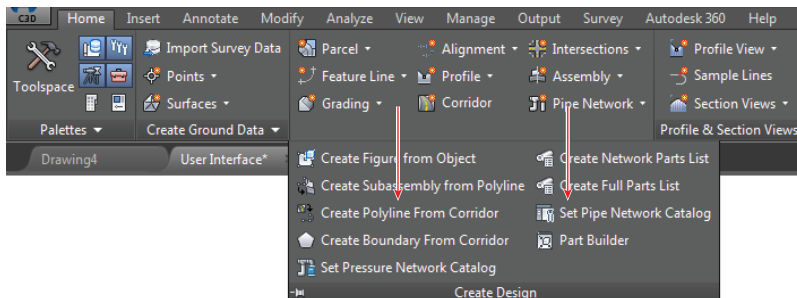 C3D Home Insert Annotate Modify Analyze View Manage Output Survey Autodesk 360 Help
Toolspace
Import Survey Data
Points
Surfaces
Parcel
Feature Line
Grading
Alignment
Profile
Corridor
Intersections
Assembly
Pipe Network
Profile View
Sample Lines
Section Views
Palettes Create Ground Data Profile & Section Views
Drawing4 User Interface*
Create Figure from Object
Create Subassembly from Polyline
Create Polyline From Corridor
Create Boundary From Corridor
Set Pressure Network Catalog
Create Network Parts List
Create Full Parts List
Set Pipe Network Catalog
Part Builder
Create Design